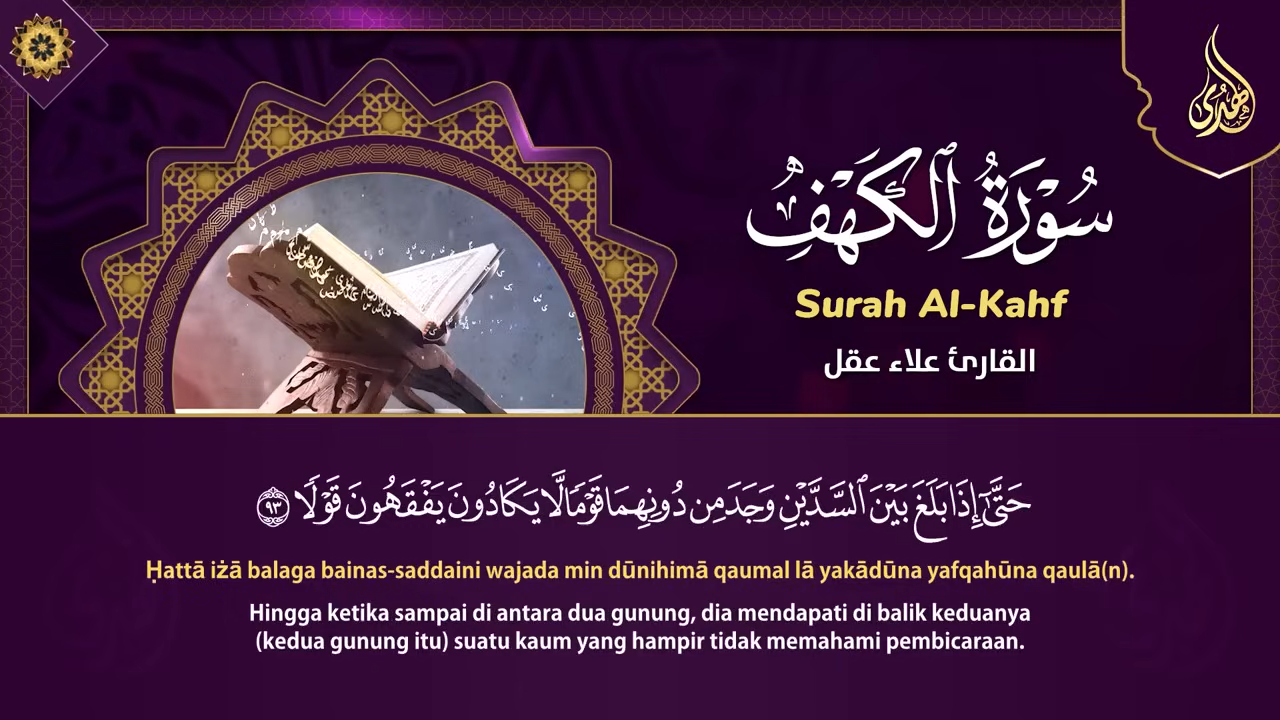 الهدى
سُورَةُ ٱلْكَهْفِ
Surah Al-Kahf
القارئ علاء عقل
حَتَّىٰٓ إِذَا بَلَغَ بَيْنَ ٱلسَّدَّيْنِ وَجَدَ مِن دُونِهِمَا قَوْمًا لَّا يَكَادُونَ يَفْقَهُونَ قَوْلًا ٩٣
Ḥattā iżā balaga bainas-saddaini wajada min dūnihimā qaumal lā yakādūna yafqahūna qaulā(n).
Hingga ketika sampai di antara dua gunung, dia mendapati di balik keduanya
(kedua gunung itu) suatu kaum yang hampir tidak memahami pembicaraan.